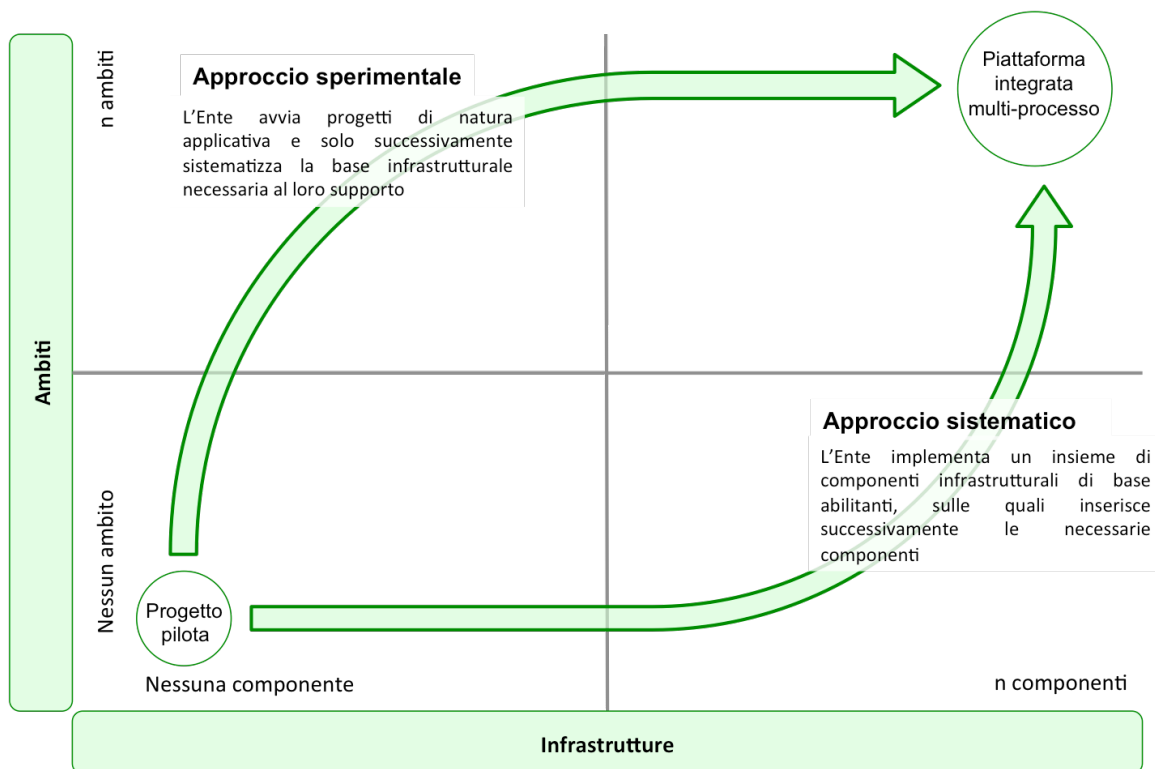 n ambiti
Approccio sperimentale
L’Ente avvia progetti di natura
applicativa e solo successivamente
sistematizza la base infrastrutturale
necessaria al loro supporto
Piattaforma
integrata
multi-processo
Ambiti
Approccio sistematico
L’Ente implementa un insieme di
componenti infrastrutturali di base
abilitanti, sulle quali inserisce
successivamente le necessarie
componenti
Nessun ambito
Progetto
pilota
Nessuna componente
n componenti
Infrastrutture